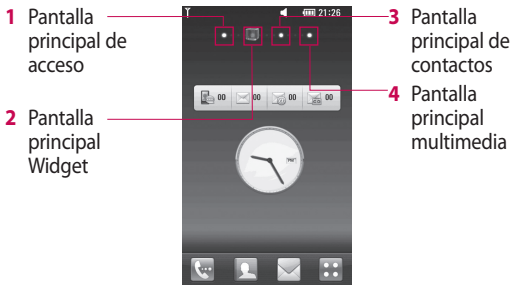 1 Pantalla
principal de
acceso
2 Pantalla
principal
Widget
21:26
00 00 00 00
3 Pantalla
principal de
contactos
4 Pantalla
principal
multimedia